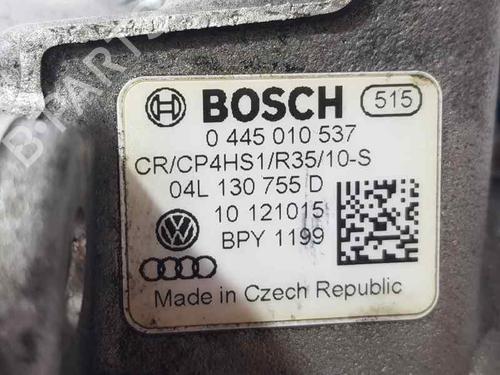 BOSCH 515
0 445 010 537
CR/CP4HS1/R35/10-S
04L 130 755 D
10 121015
BPY 1199
Made in Czech Republic